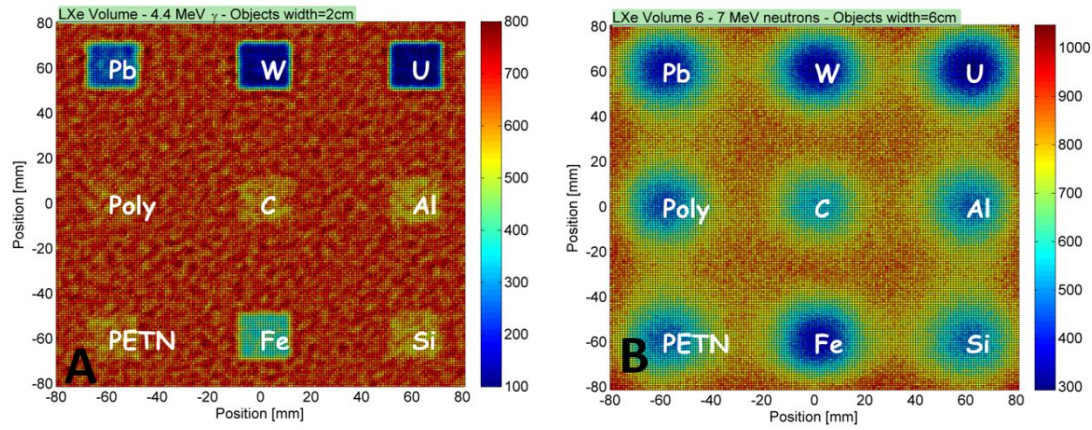 LXe Volume - 4.4 MeV γ - Objects width=2cm
80
60
40
20
0
-20
-40
-60
-80
Position [mm]
Pb W U
Poly C Al
PETN Fe Si
A
-80 -60 -40 -20 0 20 40 60 80
Position [mm]
800
700
600
500
400
300
200
100
LXe Volume 6 - 7 MeV neutrons - Objects width=6cm
80
60
40
20
0
-20
-40
-60
-80
Position [mm]
Pb W U
Poly C Al
PETN Fe Si
B
-80 -60 -40 -20 0 20 40 60 80
Position [mm]
1000
900
800
700
600
500
400
300